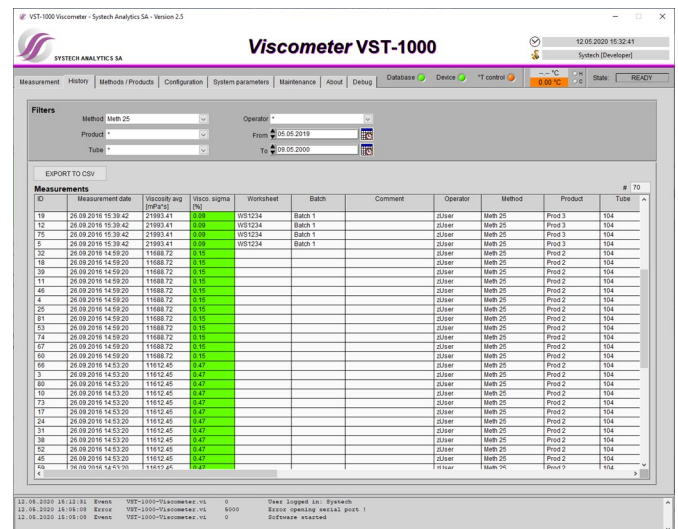 VST-1000 Viscometer - Systech Analytics SA - Version 2.5
SYSTECH ANALYTICS SA
Viscometer VST-1000
12.05.2020 15:32:41
Systech [Developer]
Measurement History Methods / Products Configuration System parameters Maintenance About Debug Database Device °T control --.-- °C H State: READY
0.00 °C C
Filters
Method Meth 25 Operator *
Product * From 05.05.2019
Tube * To 09.05.2000
EXPORT TO CSV
Measurements # 70
ID Measurement date Viscosity avg [mPa*s] Visco. sigma [%] Worksheet Batch Comment Operator Method Product Tube
19 26.09.2016 15:39:42 21993.41 0.09 WS1234 Batch 1 zUser Meth 25 Prod 3 104
12 26.09.2016 15:39:42 21993.41 0.09 WS1234 Batch 1 zUser Meth 25 Prod 3 104
75 26.09.2016 15:39:42 21993.41 0.09 WS1234 Batch 1 zUser Meth 25 Prod 3 104
5 26.09.2016 15:39:42 21993.41 0.09 WS1234 Batch 1 zUser Meth 25 Prod 3 104
32 26.09.2016 14:59:20 11688.72 0.15 zUser Meth 25 Prod 2 104
18 26.09.2016 14:59:20 11688.72 0.15 zUser Meth 25 Prod 2 104
39 26.09.2016 14:59:20 11688.72 0.15 zUser Meth 25 Prod 2 104
11 26.09.2016 14:59:20 11688.72 0.15 zUser Meth 25 Prod 2 104
46 26.09.2016 14:59:20 11688.72 0.15 zUser Meth 25 Prod 2 104
4 26.09.2016 14:59:20 11688.72 0.15 zUser Meth 25 Prod 2 104
25 26.09.2016 14:59:20 11688.72 0.15 zUser Meth 25 Prod 2 104
81 26.09.2016 14:59:20 11688.72 0.15 zUser Meth 25 Prod 2 104
53 26.09.2016 14:59:20 11688.72 0.15 zUser Meth 25 Prod 2 104
74 26.09.2016 14:59:20 11688.72 0.15 zUser Meth 25 Prod 2 104
67 26.09.2016 14:59:20 11688.72 0.15 zUser Meth 25 Prod 2 104
60 26.09.2016 14:59:20 11688.72 0.15 zUser Meth 25 Prod 2 104
66 26.09.2016 14:53:20 11612.45 0.47 zUser Meth 25 Prod 2 104
3 26.09.2016 14:53:20 11612.45 0.47 zUser Meth 25 Prod 2 104
80 26.09.2016 14:53:20 11612.45 0.47 zUser Meth 25 Prod 2 104
10 26.09.2016 14:53:20 11612.45 0.47 zUser Meth 25 Prod 2 104
73 26.09.2016 14:53:20 11612.45 0.47 zUser Meth 25 Prod 2 104
17 26.09.2016 14:53:20 11612.45 0.47 zUser Meth 25 Prod 2 104
24 26.09.2016 14:53:20 11612.45 0.47 zUser Meth 25 Prod 2 104
31 26.09.2016 14:53:20 11612.45 0.47 zUser Meth 25 Prod 2 104
38 26.09.2016 14:53:20 11612.45 0.47 zUser Meth 25 Prod 2 104
52 26.09.2016 14:53:20 11612.45 0.47 zUser Meth 25 Prod 2 104
45 26.09.2016 14:53:20 11612.45 0.47 zUser Meth 25 Prod 2 104
59 26.09.2016 14:53:20 11612.45 0.47 zUser Meth 25 Prod 2 104
12.05.2020 15:12:31 Event VST-1000-Viscometer.vi 0 User logged in: Systech
12.05.2020 15:05:08 Error VST-1000-Viscometer.vi 5000 Error opening serial port !
12.05.2020 15:05:08 Event VST-1000-Viscometer.vi 0 Software started